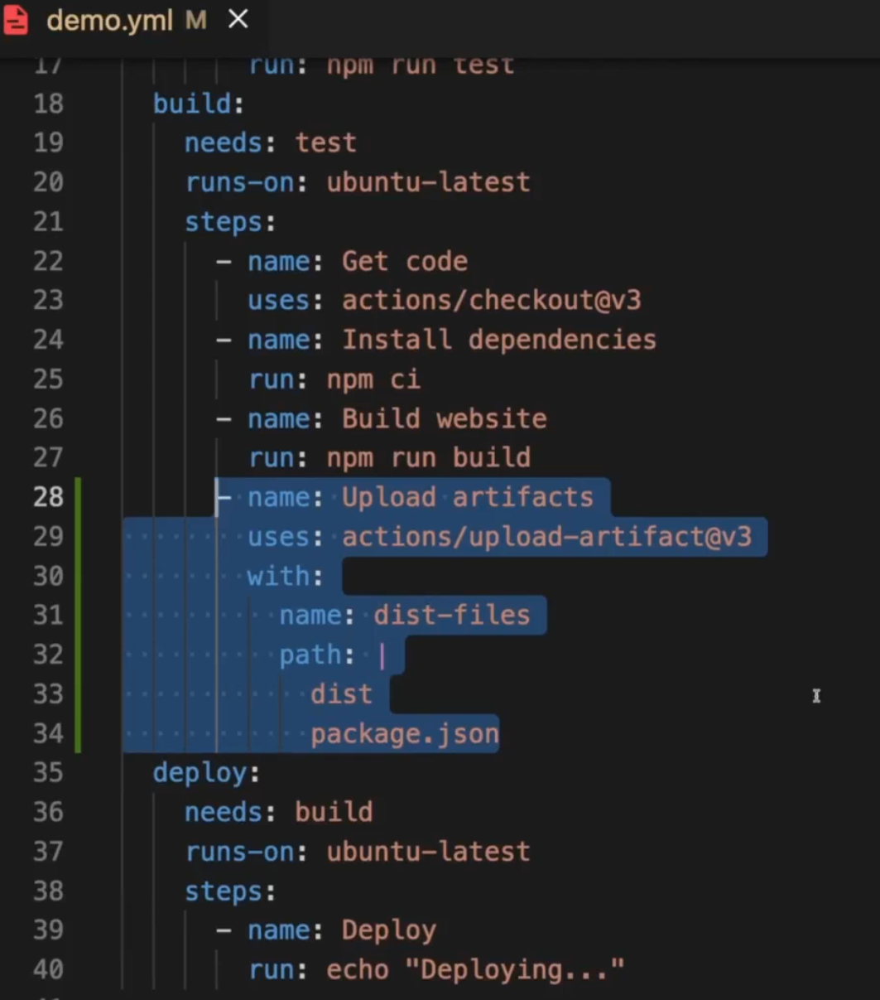 demo.yml M ×
17 run: npm run test
18 build:
19 needs: test
20 runs-on: ubuntu-latest
21 steps:
22 - name: Get code
23 uses: actions/checkout@v3
24 - name: Install dependencies
25 run: npm ci
26 - name: Build website
27 run: npm run build
28 - name: Upload artifacts
29 uses: actions/upload-artifact@v3
30 with:
31 name: dist-files
32 path: |
33 dist
34 package.json
35 deploy:
36 needs: build
37 runs-on: ubuntu-latest
38 steps:
39 - name: Deploy
40 run: echo "Deploying..."